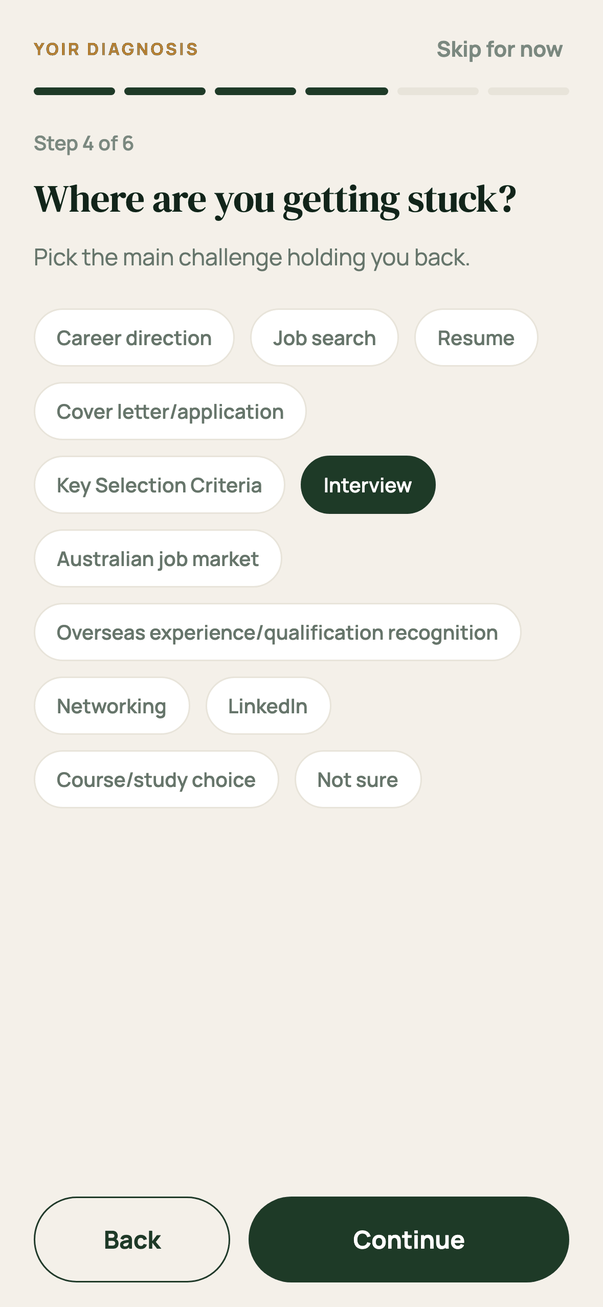 YOIR DIAGNOSIS Skip for now
Step 4 of 6
Where are you getting stuck?
Pick the main challenge holding you back.
Career direction Job search Resume
Cover letter/application
Key Selection Criteria Interview
Australian job market
Overseas experience/qualification recognition
Networking LinkedIn
Course/study choice Not sure
Back Continue